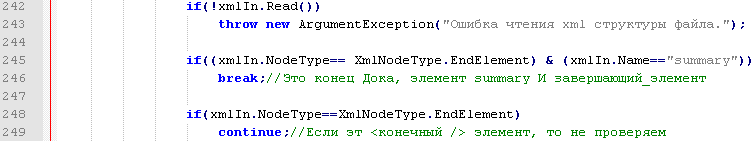 242 if(!xmlIn.Read())
243 throw new ArgumentException("Ошибка чтения xml структуры файла.");
244
245 if((xmlIn.NodeType== XmlNodeType.EndElement) & (xmlIn.Name=="summary"))
246 break;//Это конец Дока, элемент summary И завершающий_элемент
247
248 if(xmlIn.NodeType==XmlNodeType.EndElement)
249 continue;//Если эт <конечный /> элемент, то не проверяем